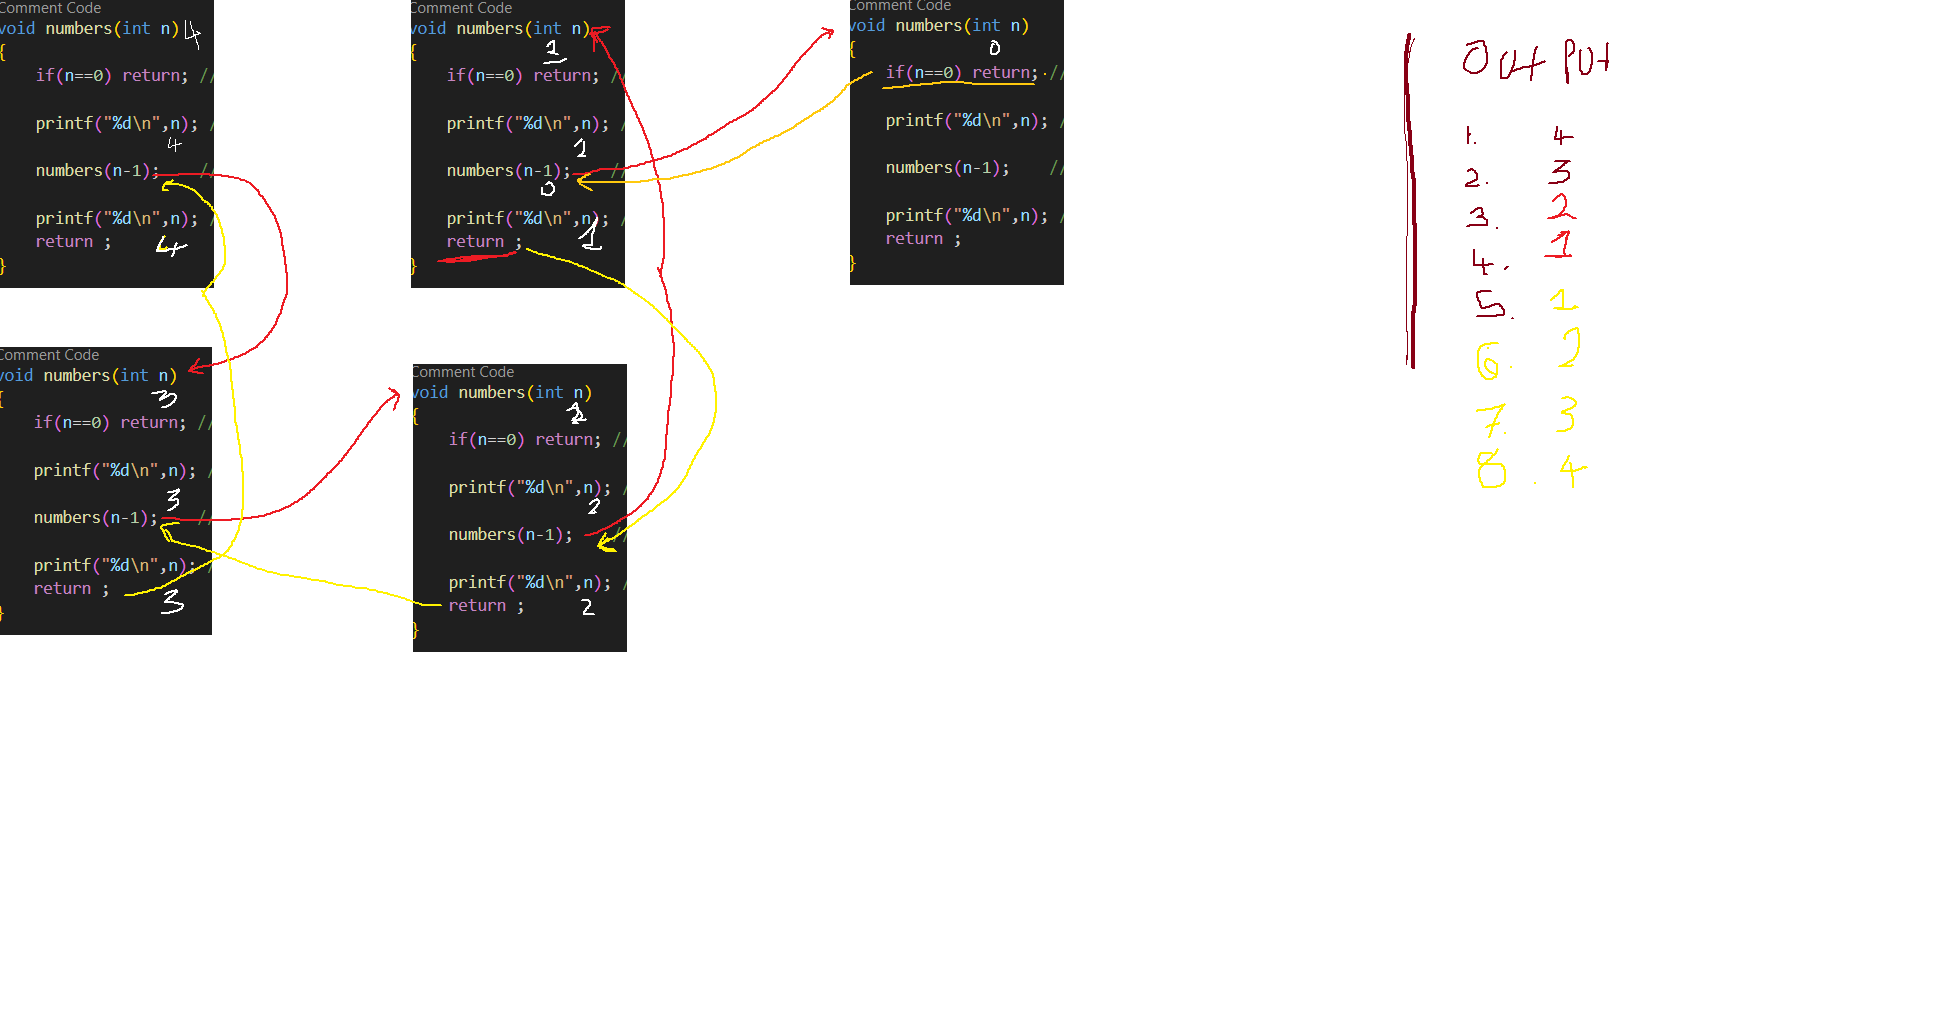 Comment Code
void numbers(int n) 4
{
if(n==0) return; //
printf("%d\n",n); /
4
numbers(n-1); //
printf("%d\n",n); /
return ; 4
}
Comment Code
void numbers(int n)
3
{
if(n==0) return; //
printf("%d\n",n); /
3
numbers(n-1); //
printf("%d\n",n); /
return ; 3
}
Comment Code
void numbers(int n)
{ 1
if(n==0) return; //
printf("%d\n",n); /
1
numbers(n-1); //
0
printf("%d\n",n); /
return ; 1
}
Comment Code
void numbers(int n)
{
if(n==0) return; //
printf("%d\n",n); /
2
numbers(n-1); //
printf("%d\n",n); /
return ; 2
}
Comment Code
void numbers(int n)
{ 0
if(n==0) return; //
printf("%d\n",n); /
numbers(n-1); //
printf("%d\n",n); /
return ;
}
Out Put
1. 4
2. 3
3. 2
4. 1
5. 1
6. 2
7. 3
8. 4